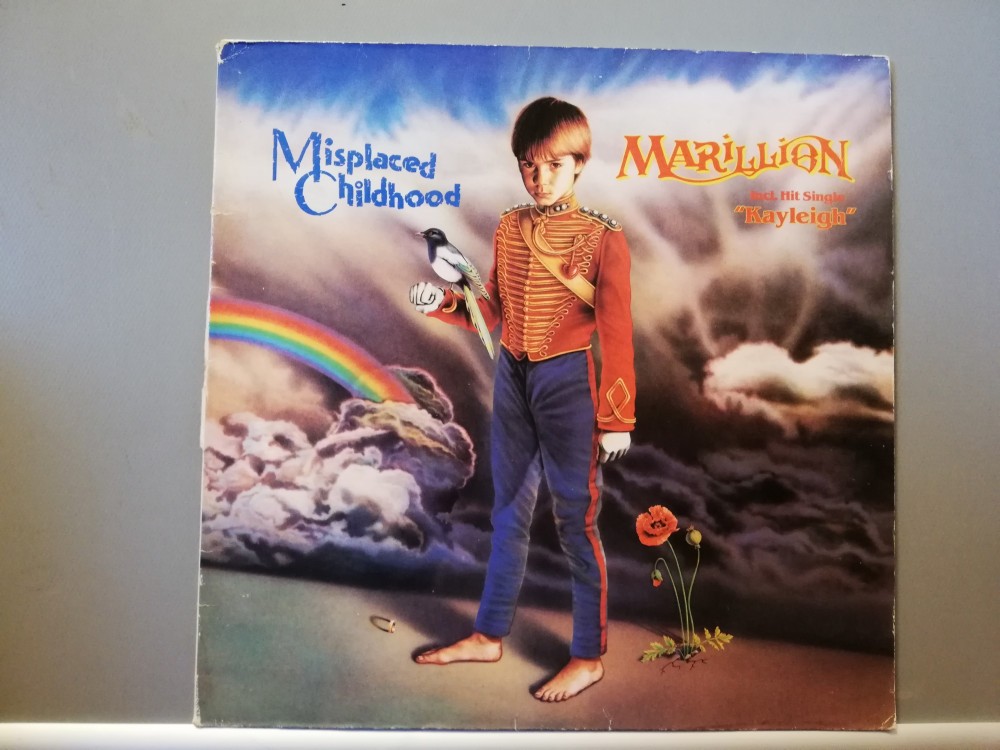 Misplaced
Childhood
MARILLION
incl. Hit Single
"Kayleigh"